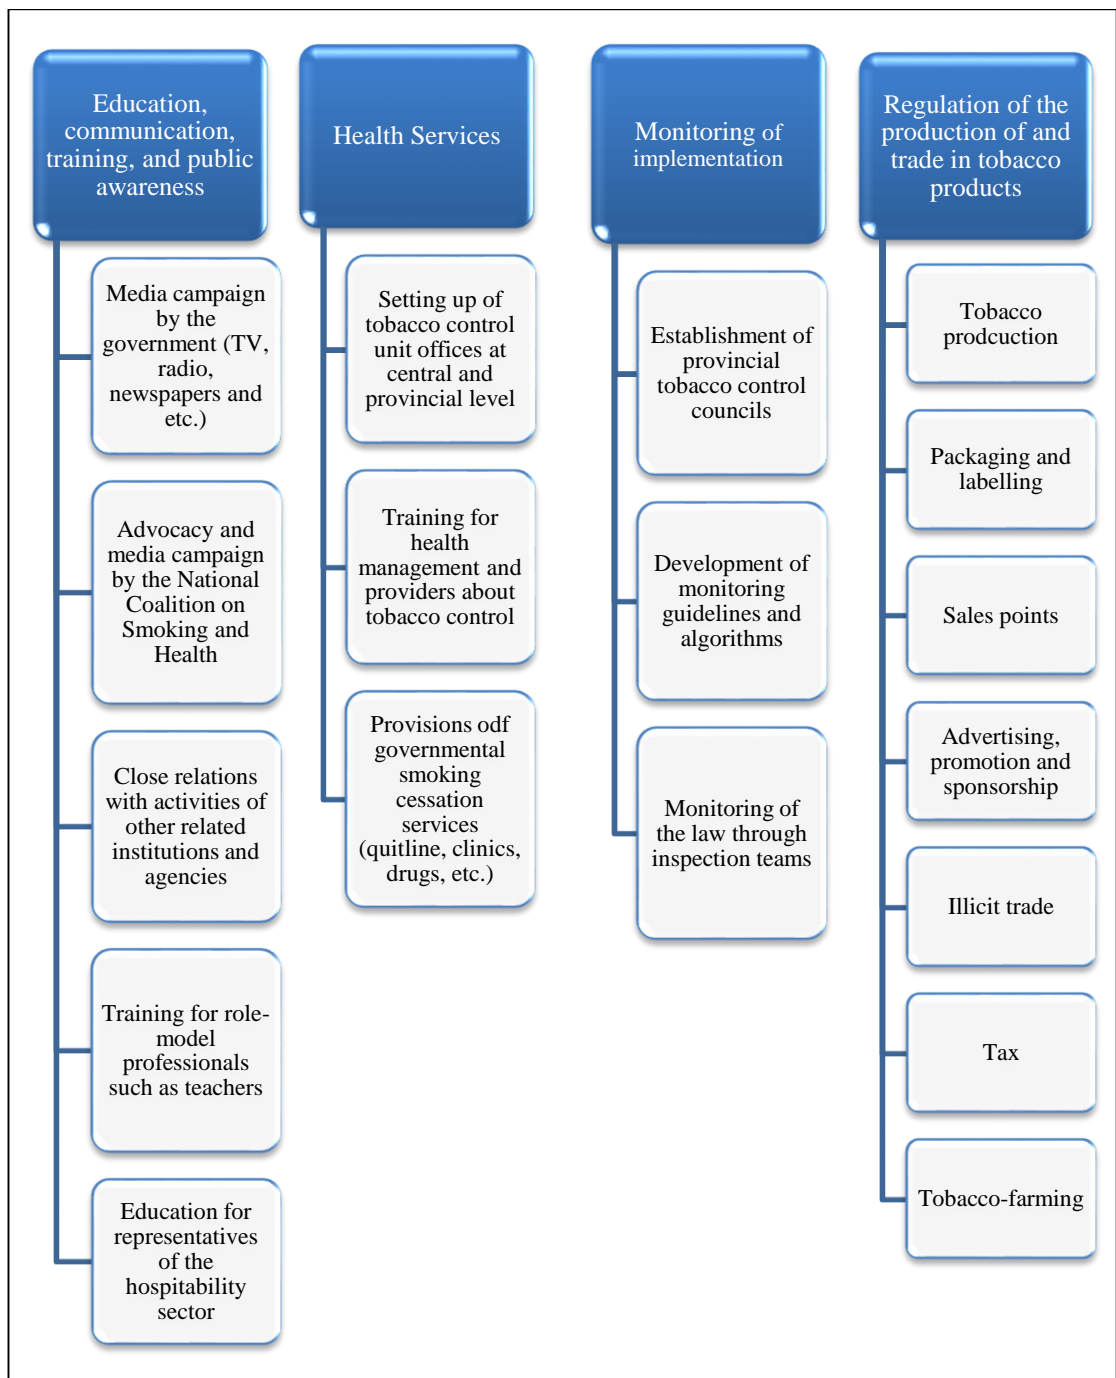 Education,
communication,
training, and public
awareness
Media campaign
by the
government (TV,
radio,
newspapers and
etc.)
Advocacy and
media campaign
by the National
Coalition on
Smoking and
Health
Close relations
with activities of
other related
institutions and
agencies
Training for role-
model
professionals
such as teachers
Education for
representatives
of the
hospitability
sector
Health Services
Setting up of
tobacco control
unit offices at
central and
provincial level
Training for
health
management and
providers about
tobacco control
Provisions odf
governmental
smoking
cessation
services
(quitline, clinics,
drugs, etc.)
Monitoring of
implementation
Establishment of
provincial
tobacco control
councils
Development of
monitoring
guidelines and
algorithms
Monitoring of
the law through
inspection teams
Regulation of the
production of and
trade in tobacco
products
Tobacco
prodcuction
Packaging and
labelling
Sales points
Advertising,
promotion and
sponsorship
Illicit trade
Tax
Tobacco-farming